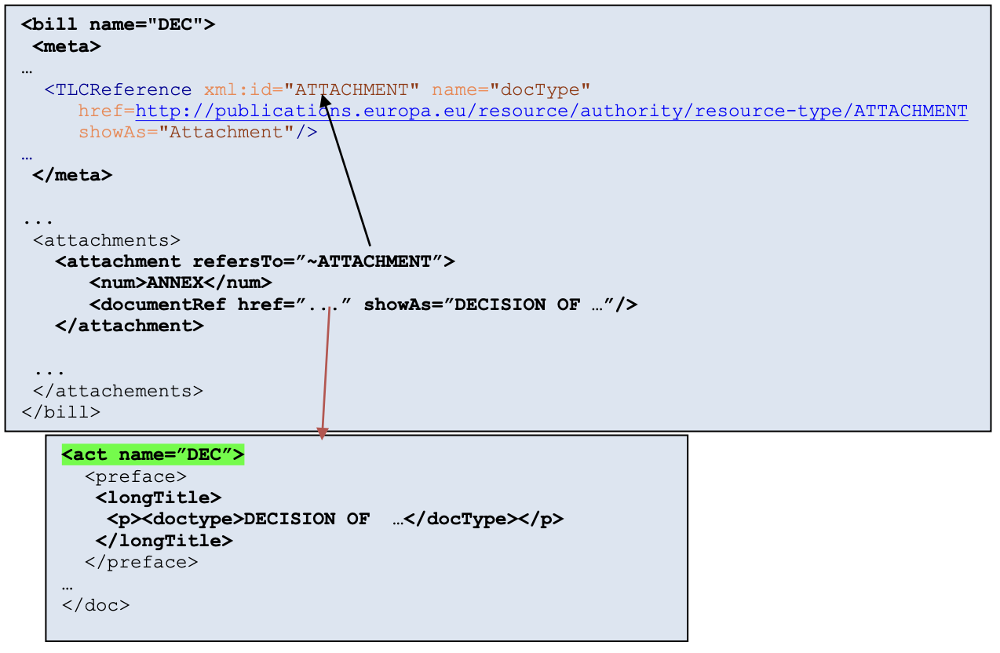 <bill name="DEC">
<meta>
…
<TLCReference xml:id="ATTACHMENT" name="docType"
href=http://publications.europa.eu/resource/authority/resource-type/ATTACHMENT
showAs="Attachment"/>
…
</meta>
...
<attachments>
<attachment refersTo=”~ATTACHMENT”>
<num>ANNEX</num>
<documentRef href=”...” showAs=”DECISION OF …”/>
</attachment>
...
</attachements>
</bill>
<act name=”DEC”>
<preface>
<longTitle>
<p><doctype>DECISION OF  …</docType></p>
</longTitle>
</preface>
…
</doc>